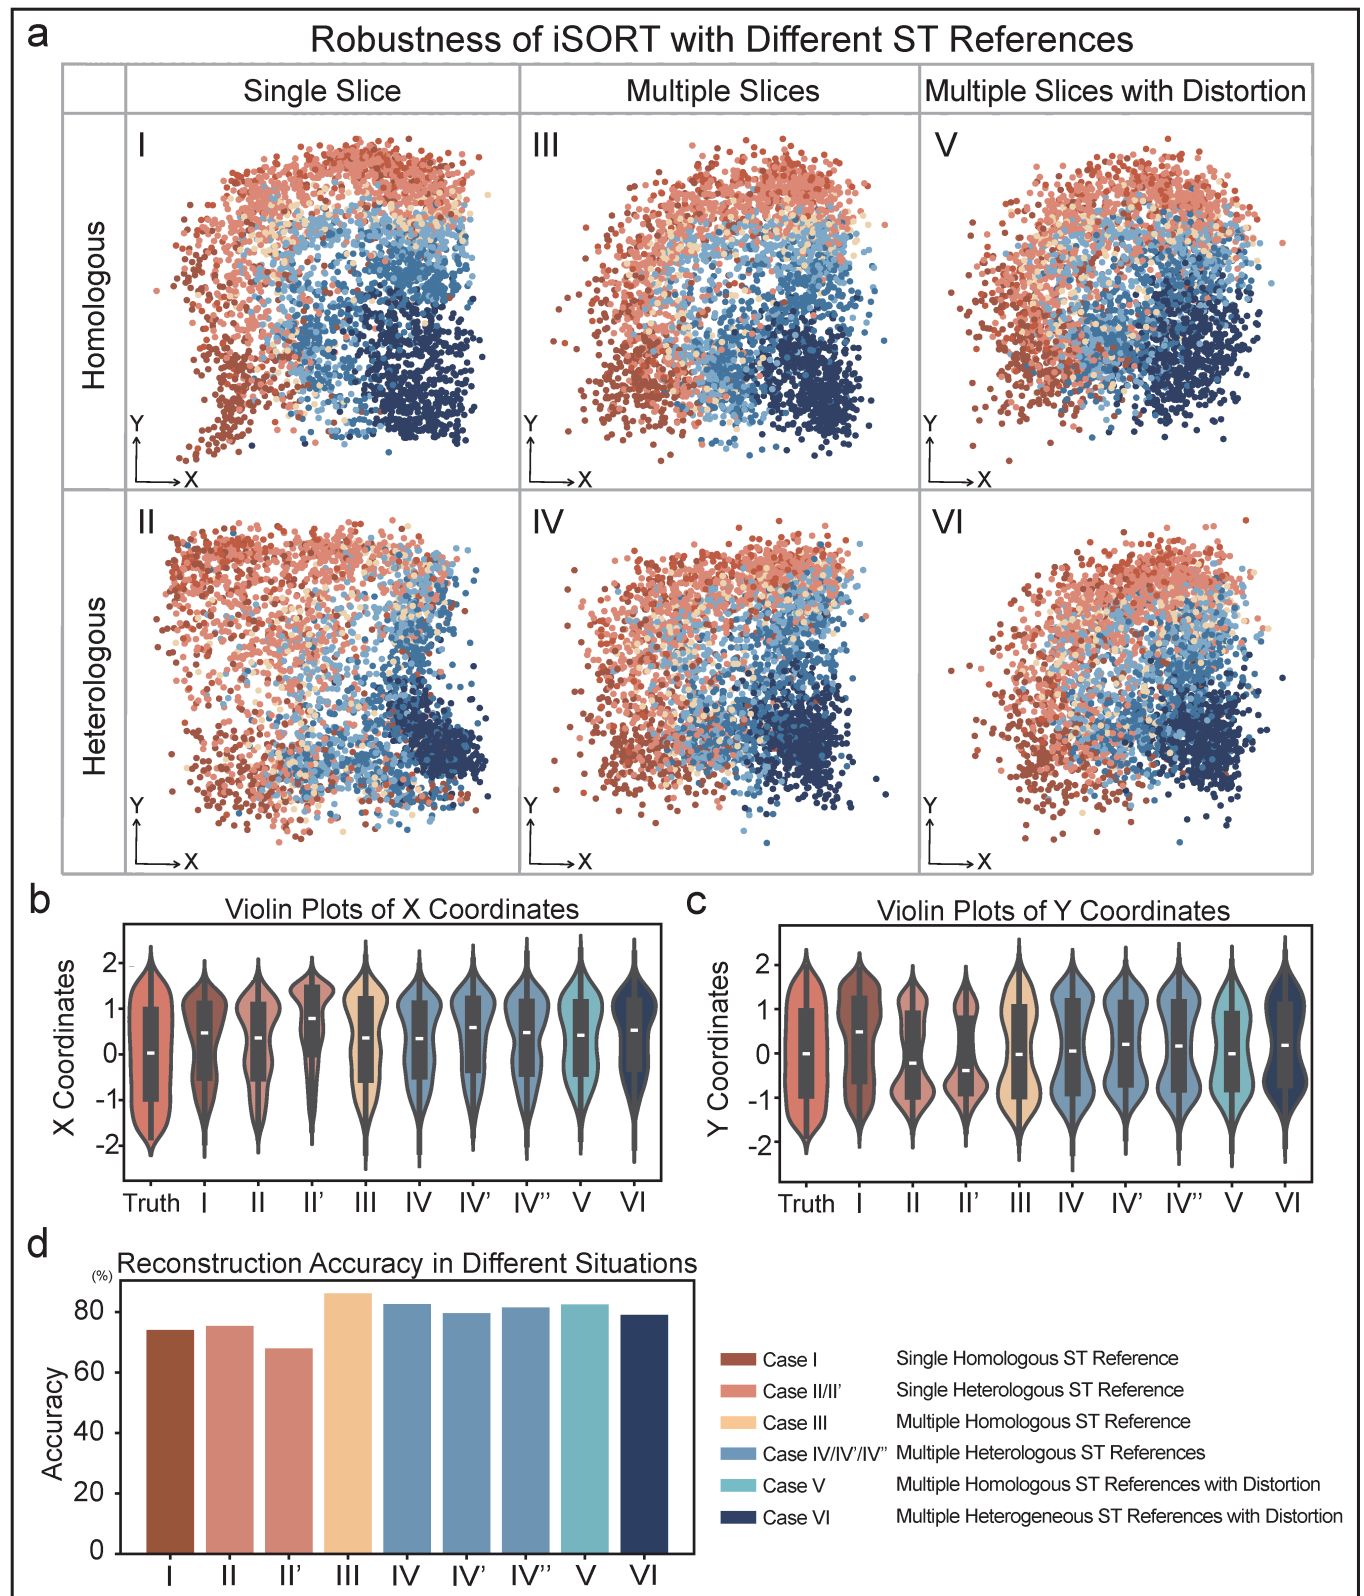 a
Robustness of iSORT with Different ST References
Single Slice
Multiple Slices
Multiple Slices with Distortion
Homologous
I
Y
X
III
Y
X
V
Y
X
Heterologous
II
Y
X
IV
Y
X
VI
Y
X
b
Violin Plots of X Coordinates
X Coordinates
2
1
0
-1
-2
Truth I II II' III IV IV' IV'' V VI
c
Violin Plots of Y Coordinates
Y Coordinates
2
1
0
-1
-2
Truth I II II' III IV IV' IV'' V VI
d
Reconstruction Accuracy in Different Situations
(%)
Accuracy
80
60
40
20
0
I II II' III IV IV' IV'' V VI
Case I Single Homologous ST Reference
Case II/II' Single Heterologous ST Reference
Case III Multiple Homologous ST Reference
Case IV/IV'/IV'' Multiple Heterologous ST References
Case V Multiple Homologous ST References with Distortion
Case VI Multiple Heterogeneous ST References with Distortion